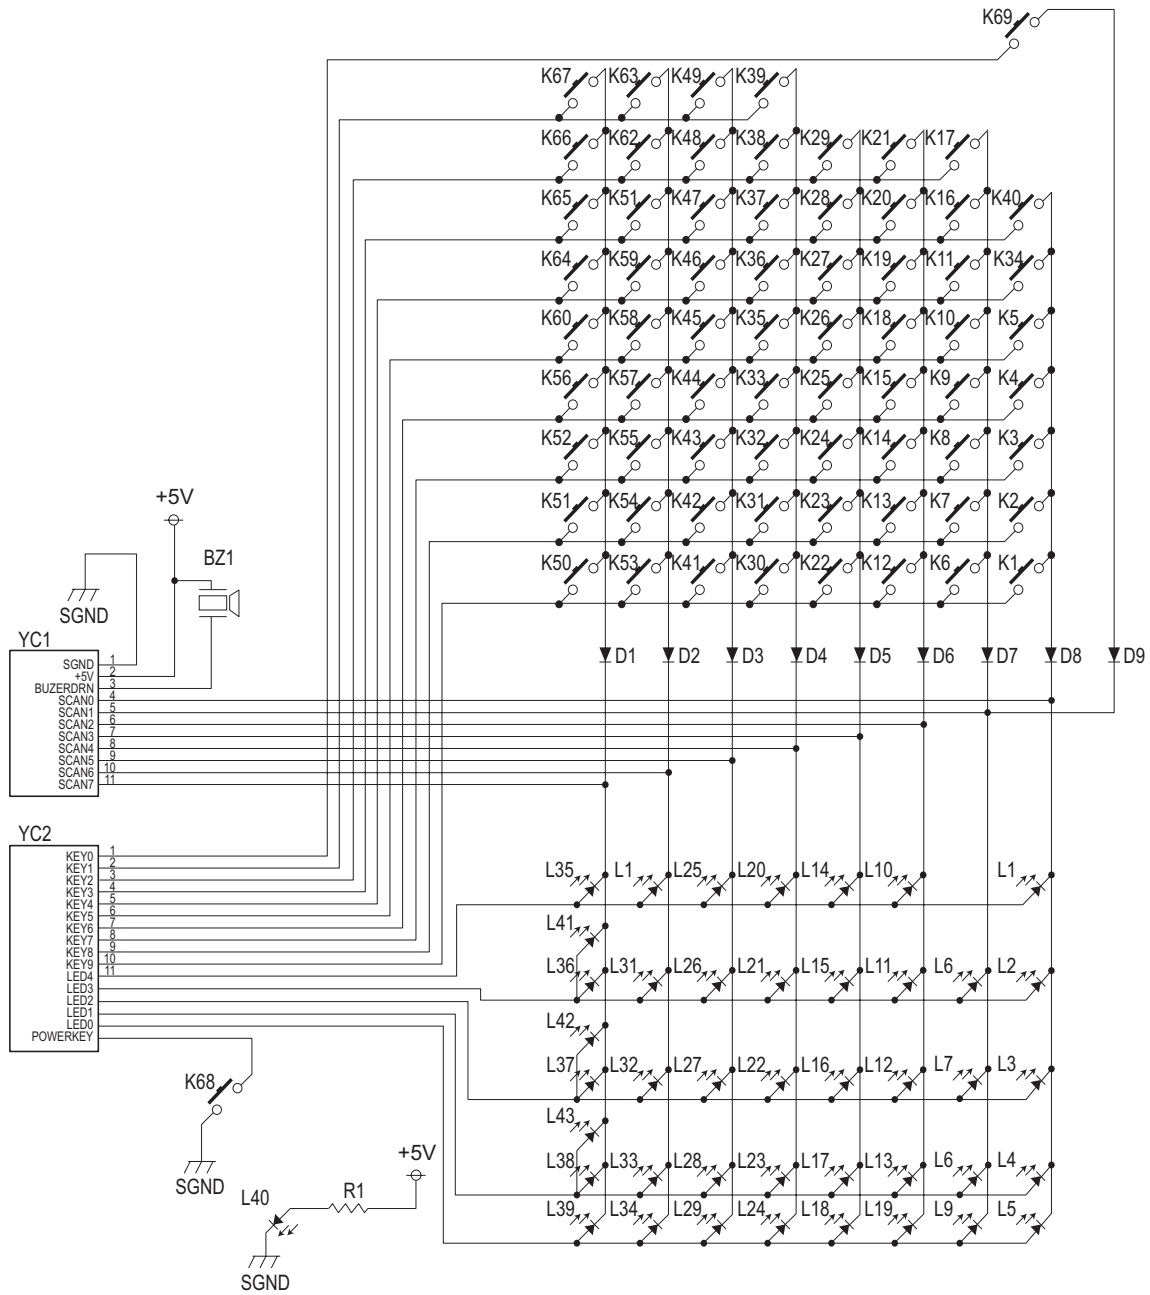 K69
K67 K63 K49 K39
K66 K62 K48 K38 K29 K21 K17
K65 K51 K47 K37 K28 K20 K16 K40
K64 K59 K46 K36 K27 K19 K11 K34
K60 K58 K45 K35 K26 K18 K10 K5
K56 K57 K44 K33 K25 K15 K9 K4
K52 K55 K43 K32 K24 K14 K8 K3
K51 K54 K42 K31 K23 K13 K7 K2
K50 K53 K41 K30 K22 K12 K6 K1
+5V
BZ1
SGND
D1 D2 D3 D4 D5 D6 D7 D8 D9
YC1
SGND 1
+5V 2
BUZERDRN 3
SCAN0 4
SCAN1 5
SCAN2 6
SCAN3 7
SCAN4 8
SCAN5 9
SCAN6 10
SCAN7 11
YC2
KEY0 1
KEY1 2
KEY2 3
KEY3 4
KEY4 5
KEY5 6
KEY6 7
KEY7 8
KEY8 9
KEY9 10
LED4 11
LED3
LED2
LED1
LED0
POWERKEY
L35 L1 L25 L20 L14 L10 L1
L41
L36 L31 L26 L21 L15 L11 L6 L2
L42
L37 L32 L27 L22 L16 L12 L7 L3
L43
L38 L33 L28 L23 L17 L13 L6 L4
L39 L34 L29 L24 L18 L19 L9 L5
K68
SGND
+5V
L40 R1
SGND